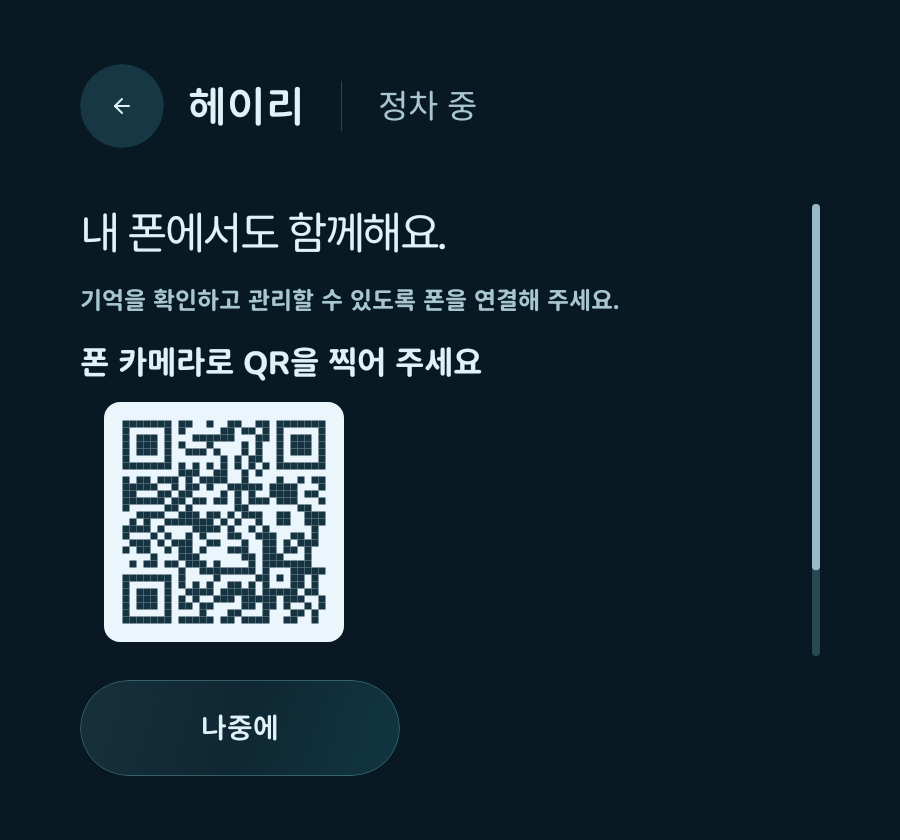 헤이리
정차 중
내 폰에서도 함께해요.
기억을 확인하고 관리할 수 있도록 폰을 연결해 주세요.
폰 카메라로 QR을 찍어 주세요
나중에